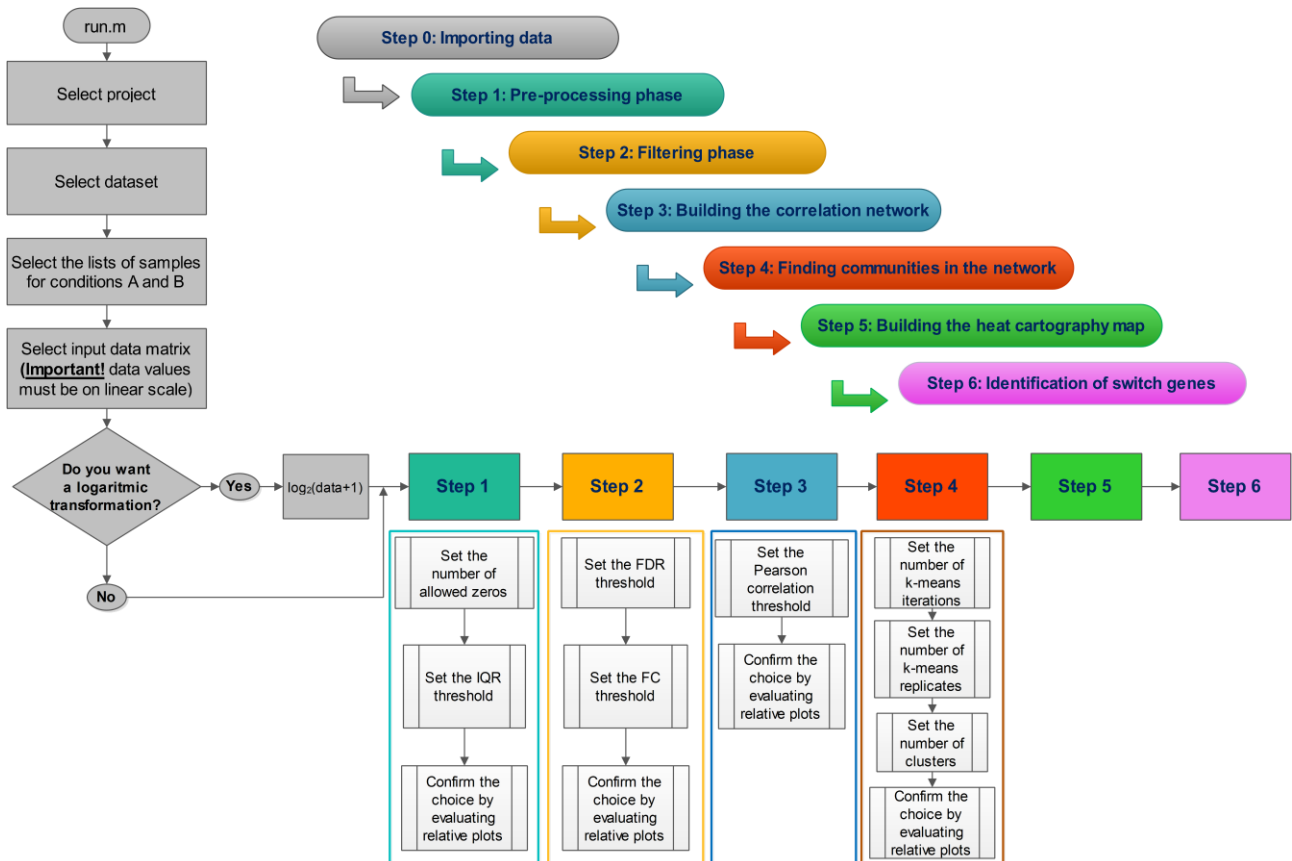 run.m
Select project
Select dataset
Select the lists of samples
for conditions A and B
Select input data matrix
(Important! data values
must be on linear scale)
Do you want
a logaritmic
transformation?
Yes
No
log₂(data+1)
Step 0: Importing data
Step 1: Pre-processing phase
Step 2: Filtering phase
Step 3: Building the correlation network
Step 4: Finding communities in the network
Step 5: Building the heat cartography map
Step 6: Identification of switch genes
Step 1
Step 2
Step 3
Step 4
Step 5
Step 6
Set the
number of
allowed zeros
Set the IQR
threshold
Confirm the
choice by
evaluating
relative plots
Set the FDR
threshold
Set the FC
threshold
Confirm the
choice by
evaluating
relative plots
Set the
Pearson
correlation
threshold
Confirm the
choice by
evaluating
relative plots
Set the
number of
k-means
iterations
Set the
number of
k-means
replicates
Set the
number of
clusters
Confirm the
choice by
evaluating
relative plots